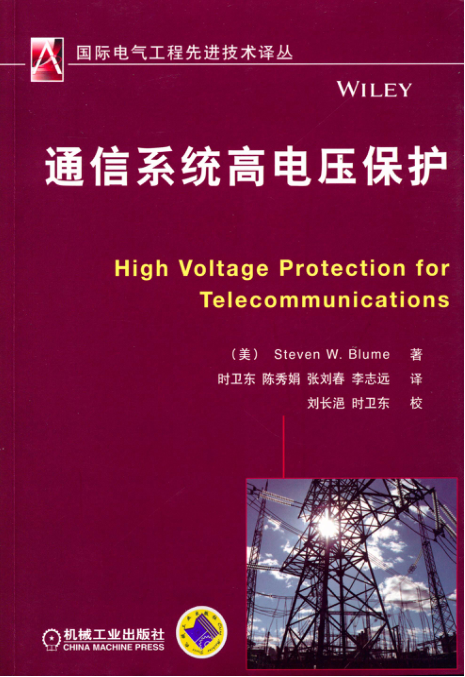 国际电气工程先进技术译丛
WILEY
通信系统高电压保护
High Voltage Protection for
Telecommunications
（美） Steven W. Blume 著
时卫东 陈秀娟 张刘春 李志远 译
刘长浥 时卫东 校
机械工业出版社
CHINA MACHINE PRESS